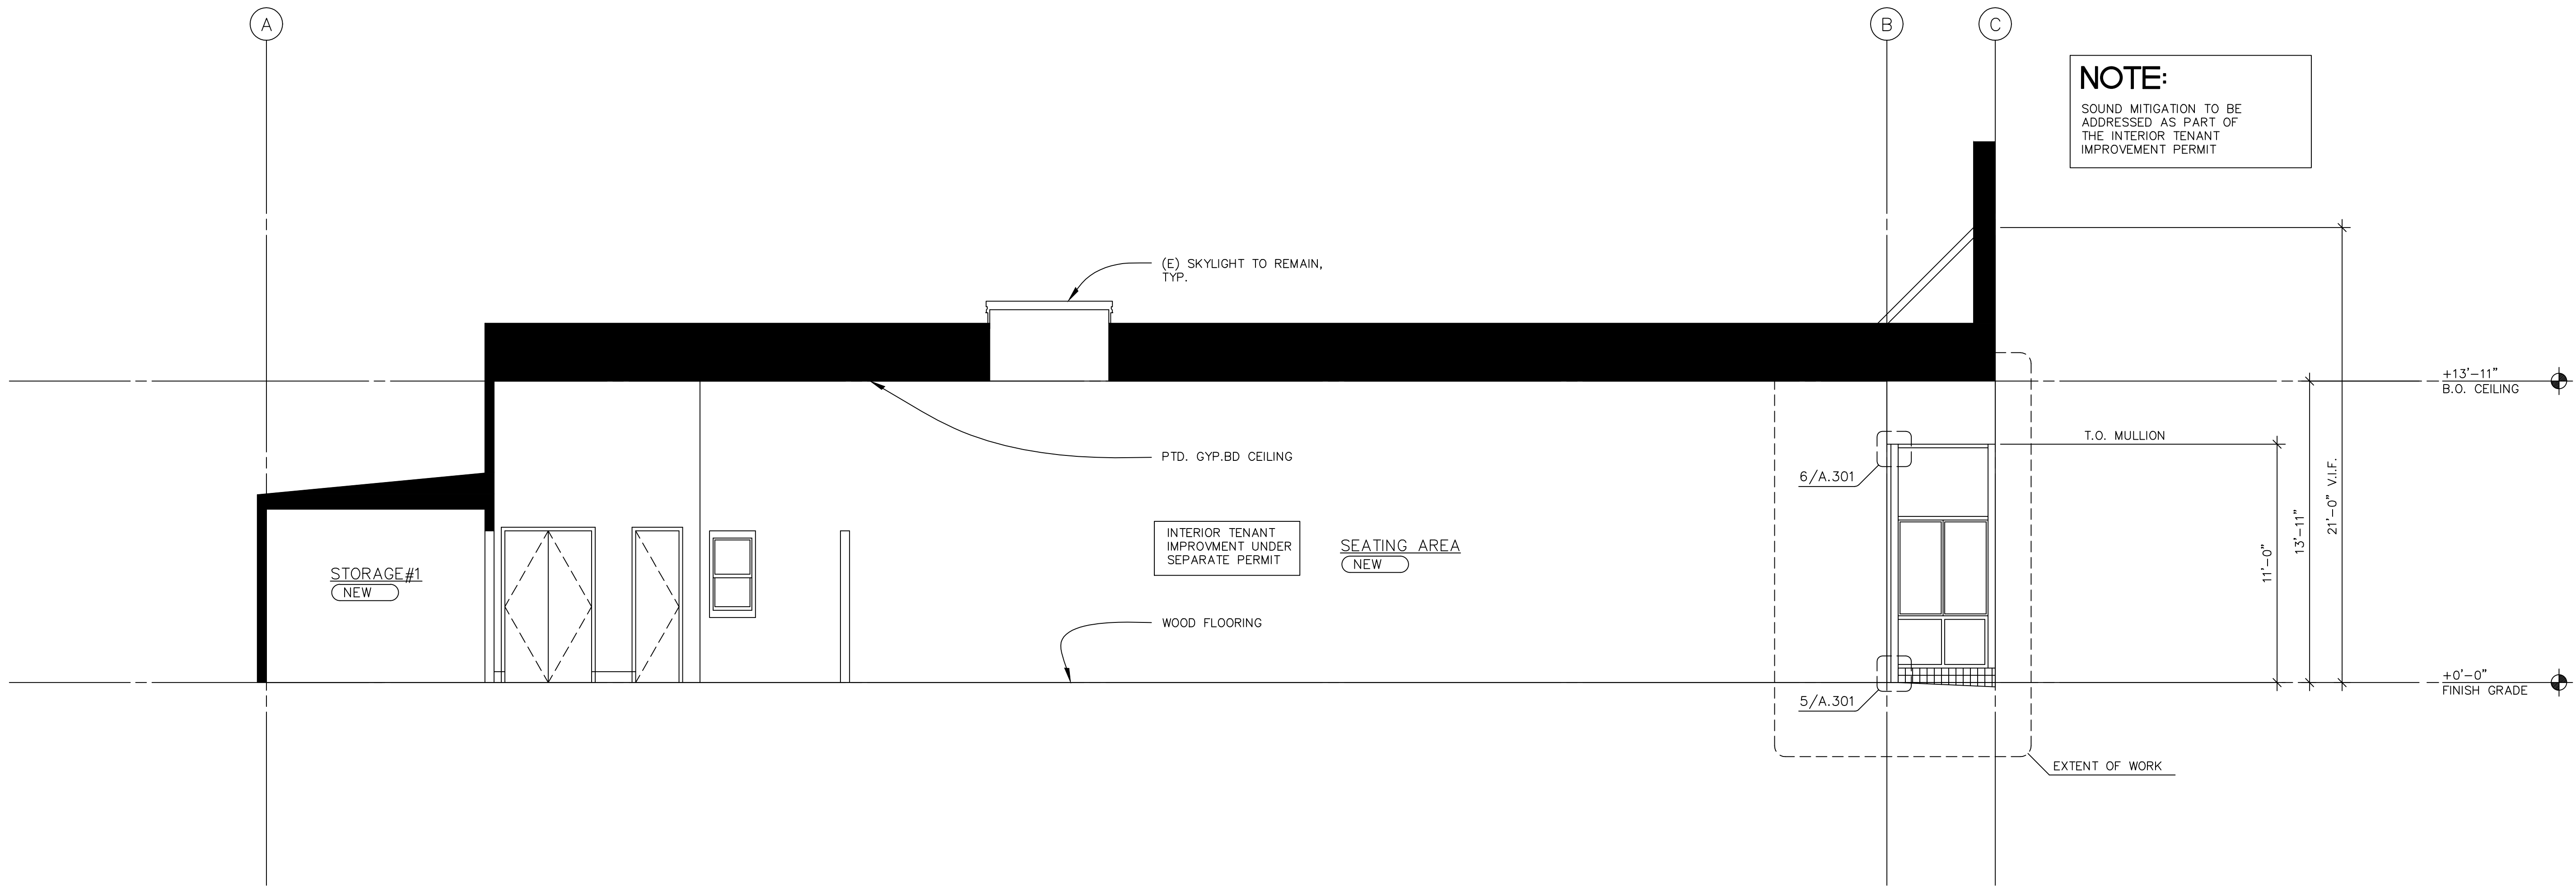 A
B
C
NOTE:
SOUND MITIGATION TO BE
ADDRESSED AS PART OF
THE INTERIOR TENANT
IMPROVEMENT PERMIT
(E) SKYLIGHT TO REMAIN,
TYP.
+13'-11"
B.O. CEILING
T.O. MULLION
PTD. GYP.BD CEILING
6/A.301
21'-0" V.I.F.
13'-11"
11'-0"
INTERIOR TENANT
IMPROVMENT UNDER
SEPARATE PERMIT
SEATING AREA
NEW
STORAGE#1
NEW
WOOD FLOORING
+0'-0"
FINISH GRADE
5/A.301
EXTENT OF WORK